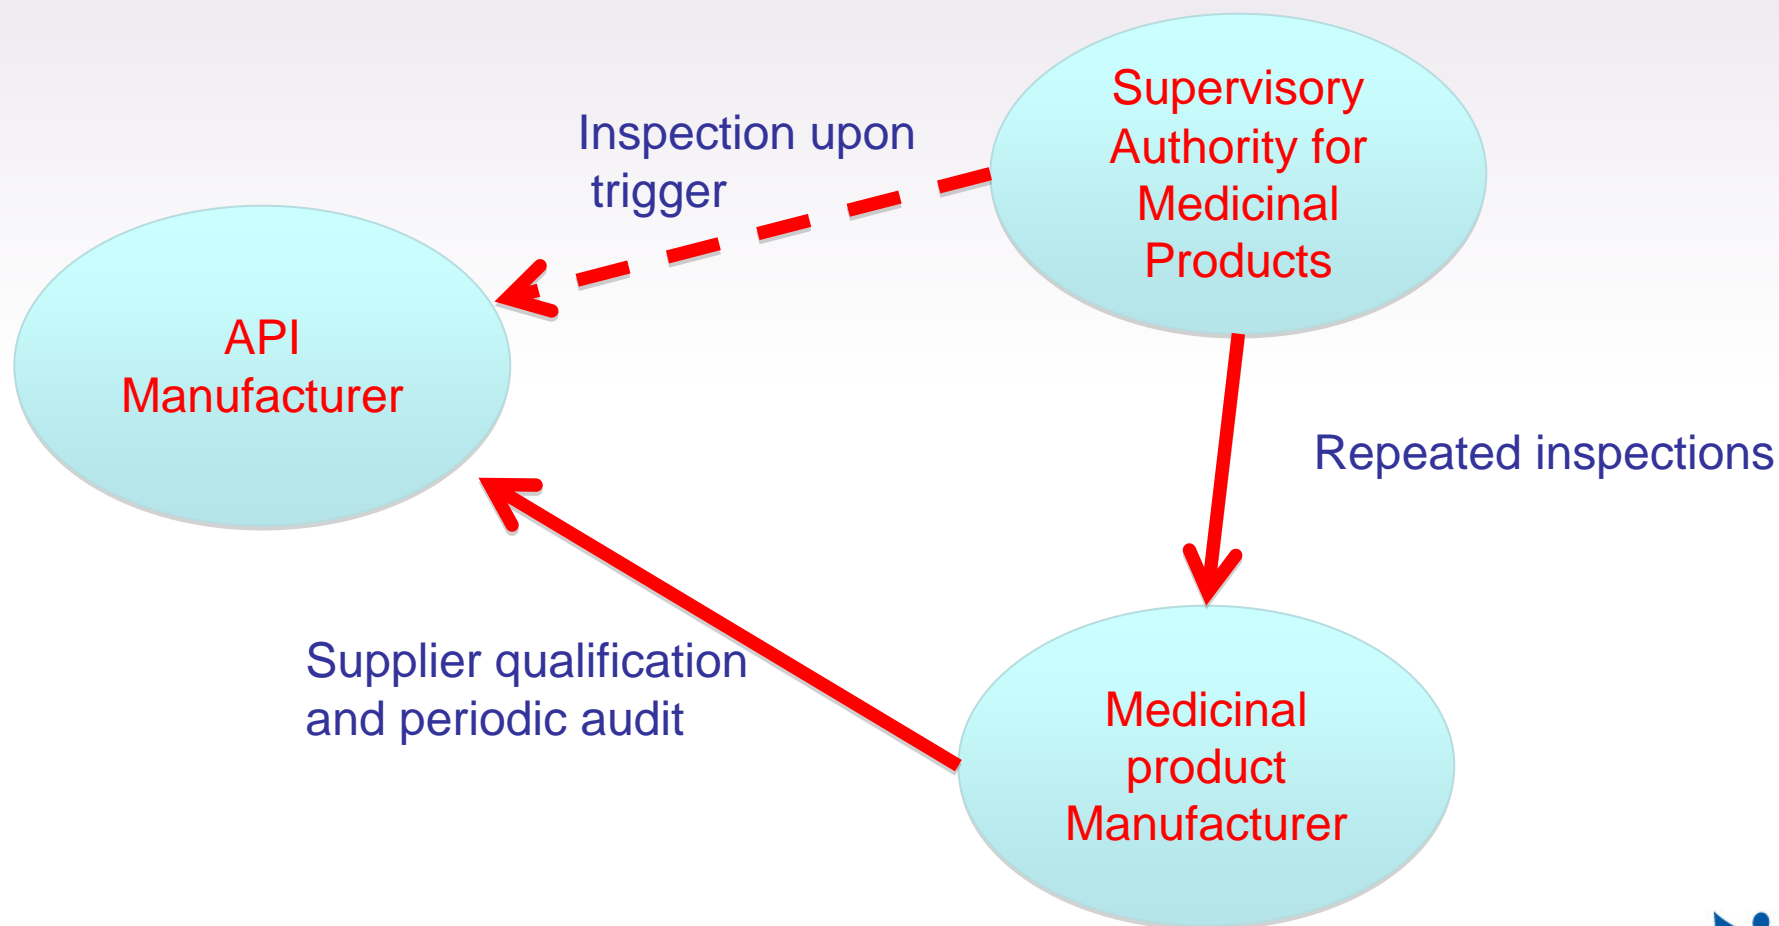 Supervisory
Authority for
Medicinal
Products
Inspection upon
trigger
API
Manufacturer
Repeated inspections
Supplier qualification
and periodic audit
Medicinal
product
Manufacturer